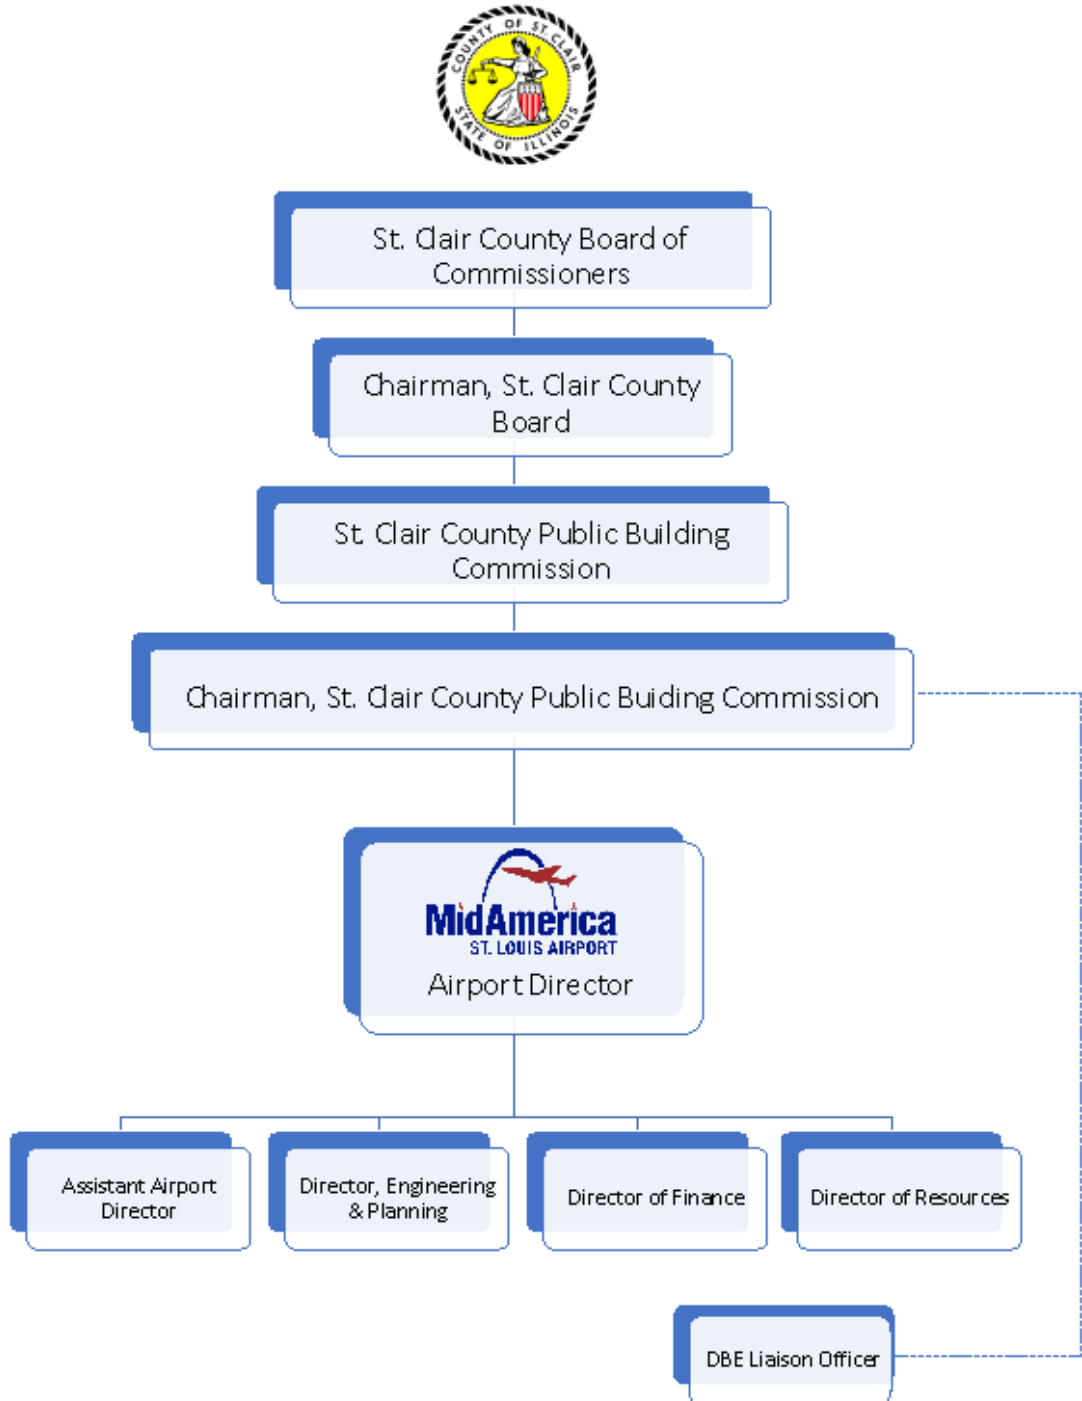 COUNTY OF ST. CLAIR
STATE OF ILLINOIS
St. Clair County Board of
Commissioners
Chairman, St. Clair County
Board
St. Clair County Public Building
Commission
Chairman, St. Clair County Public Buiding Commission
MidAmerica
ST. LOUIS AIRPORT
Airport Director
Assistant Airport
Director
Director, Engineering
& Planning
Director of Finance
Director of Resources
DBE Liaison Officer